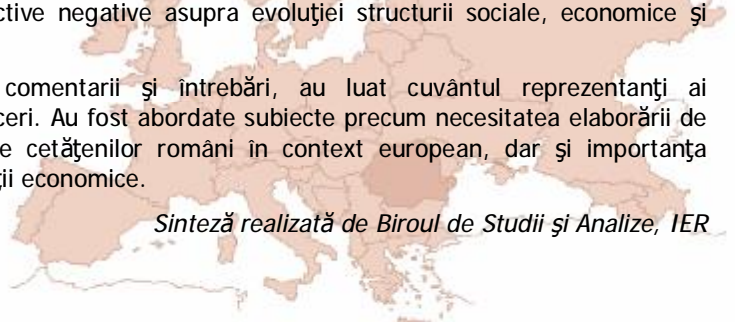 ctive negative asupra evoluţiei structurii sociale, economice şi
comentarii şi întrebări, au luat cuvântul reprezentanţi ai
ceri. Au fost abordate subiecte precum necesitatea elaborării de
e cetăţenilor români în context european, dar şi importanţa
ţii economice.
Sinteză realizată de Biroul de Studii şi Analize, IER